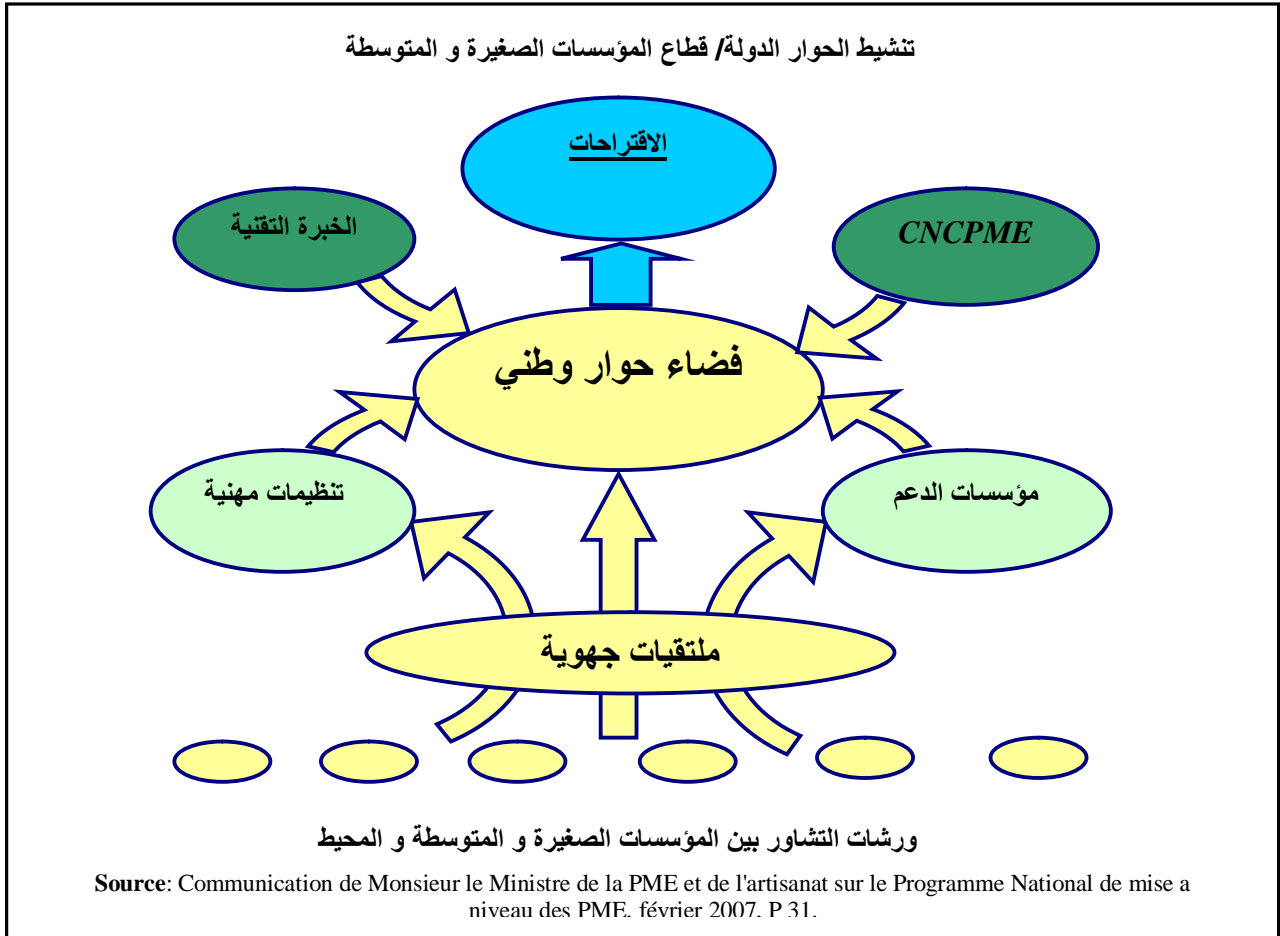 تنشيط الحوار الدولة/ قطاع المؤسسات الصغيرة و المتوسطة
الاقتراحات
CNCPME
الخبرة التقنية
فضاء حوار وطني
مؤسسات الدعم
تنظيمات مهنية
ملتقيات جهوية
ورشات التشاور بين المؤسسات الصغيرة و المتوسطة و المحيط
Source: Communication de Monsieur le Ministre de la PME et de l'artisanat sur le Programme National de mise a
niveau des PME, février 2007, P 31.